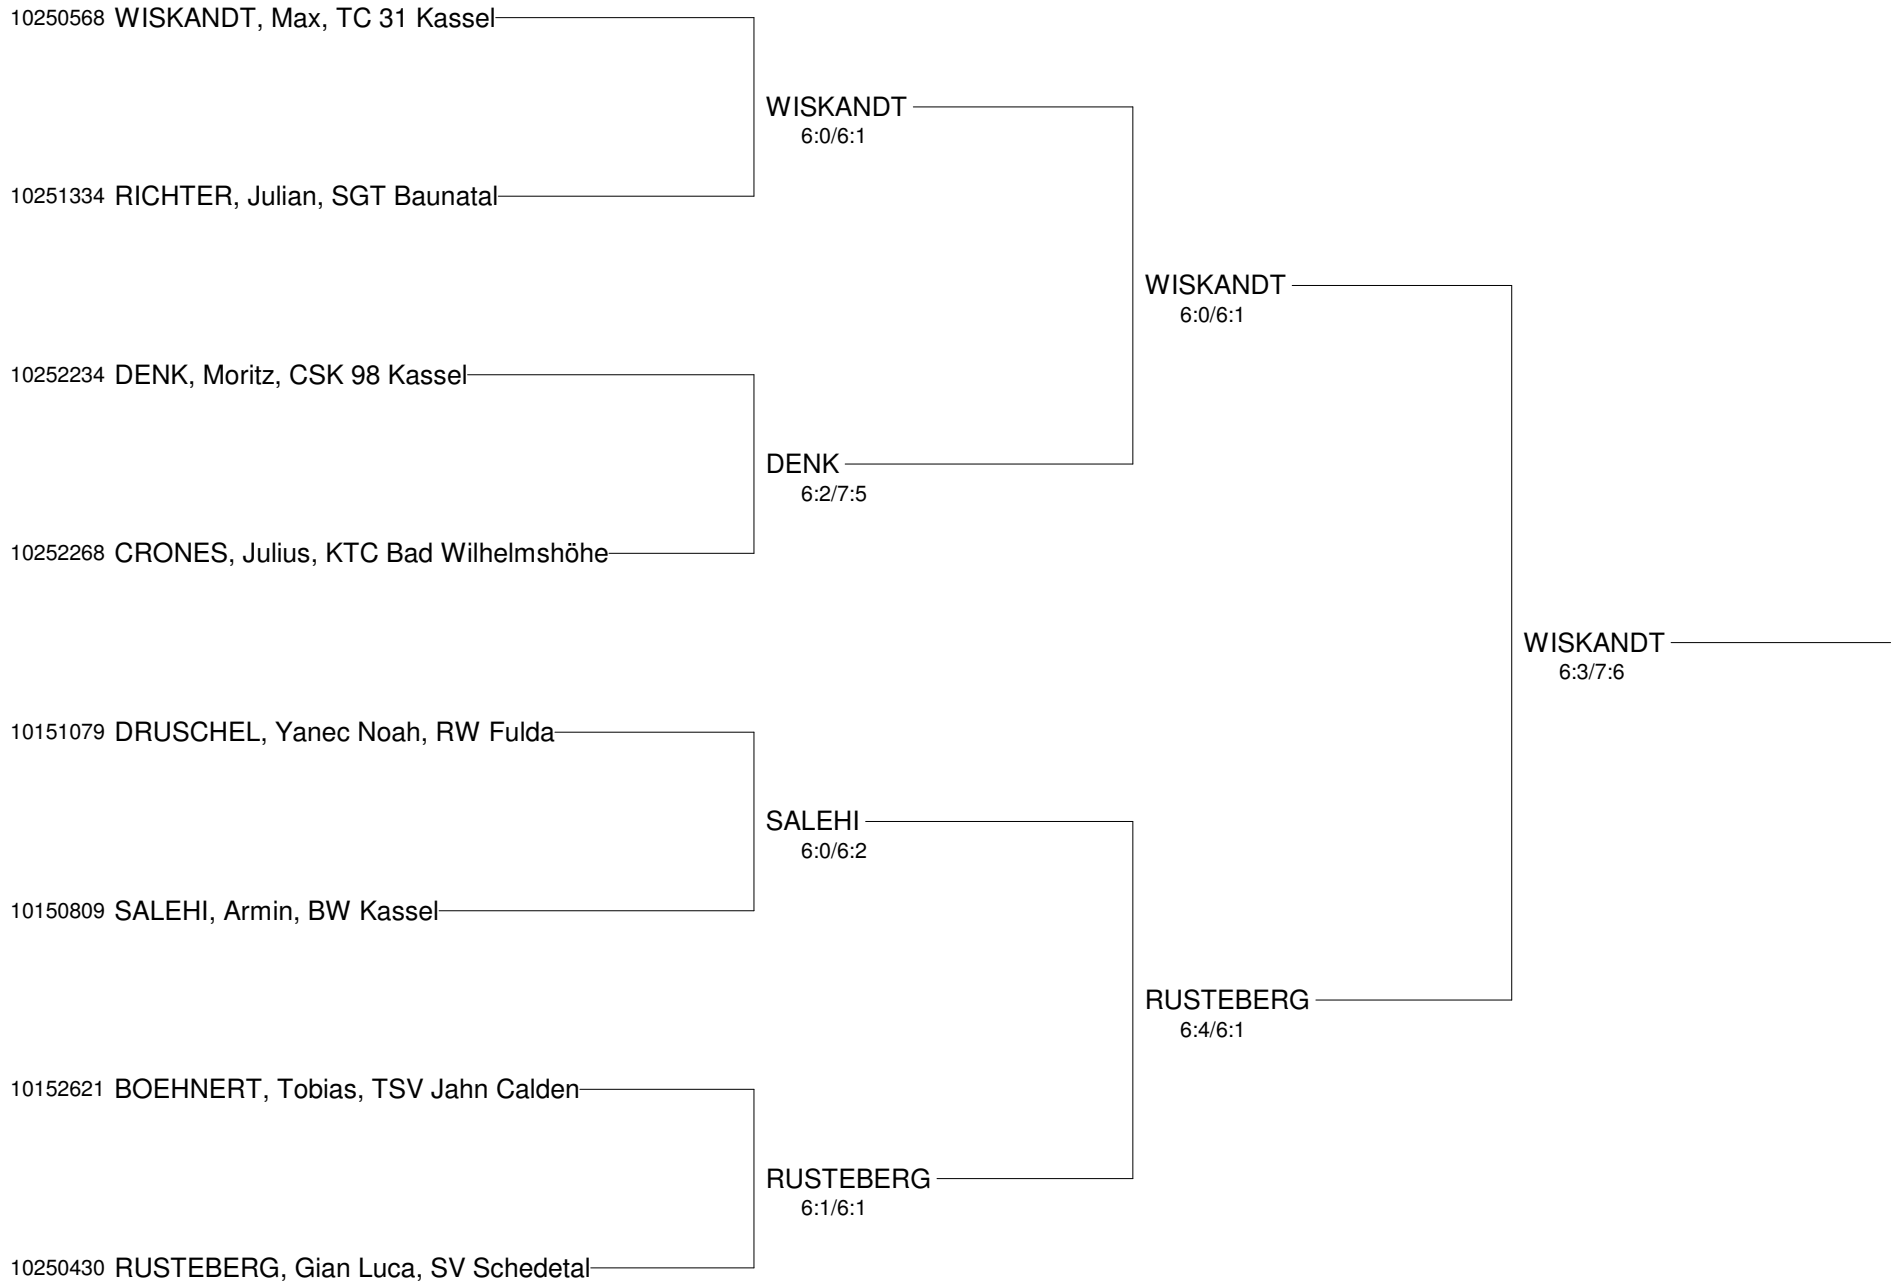 10250568 WISKANDT, Max, TC 31 Kassel
WISKANDT
6:0/6:1
10251334 RICHTER, Julian, SGT Baunatal
WISKANDT
6:0/6:1
10252234 DENK, Moritz, CSK 98 Kassel
DENK
6:2/7:5
10252268 CRONES, Julius, KTC Bad Wilhelmshöhe
WISKANDT
6:3/7:6
10151079 DRUSCHEL, Yanec Noah, RW Fulda
SALEHI
6:0/6:2
10150809 SALEHI, Armin, BW Kassel
RUSTEBERG
6:4/6:1
10152621 BOEHNERT, Tobias, TSV Jahn Calden
RUSTEBERG
6:1/6:1
10250430 RUSTEBERG, Gian Luca, SV Schedetal